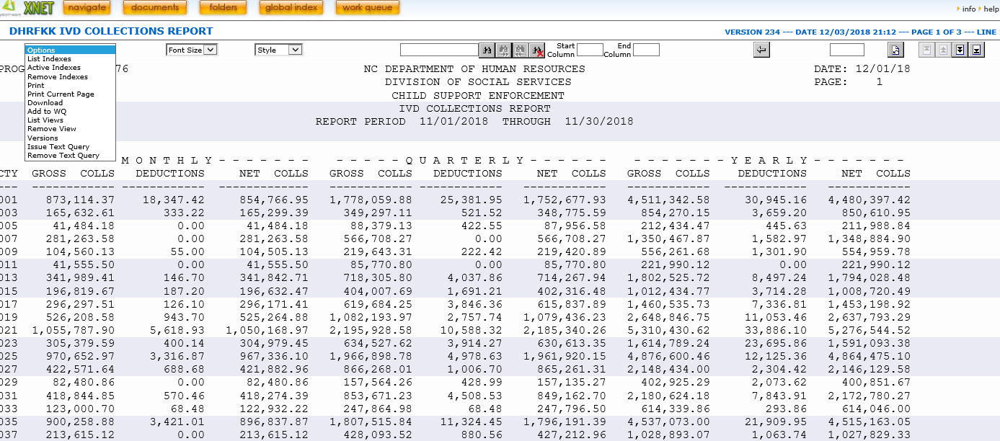 XNET navigate documents folders global index work queue info help
DHRFKK IVD COLLECTIONS REPORT VERSION 234 --- DATE 12/03/2018 21:12 --- PAGE 1 OF 3 --- LINE
Options Font Size Style Start Column End Column
List Indexes
Active Indexes
Remove Indexes
Print
Print Current Page
Download
Add to WQ
List Views
Remove View
Versions
Issue Text Query
Remove Text Query
PROG 76 NC DEPARTMENT OF HUMAN RESOURCES DATE: 12/01/18
DIVISION OF SOCIAL SERVICES PAGE: 1
CHILD SUPPORT ENFORCEMENT
IVD COLLECTIONS REPORT
REPORT PERIOD 11/01/2018 THROUGH 11/30/2018
M O N T H L Y - - - - - - - - - - - - Q U A R T E R L Y - - - - - - - - - - - - - Y E A R L Y - - - - - - -
CTY GROSS COLLS DEDUCTIONS NET COLLS GROSS COLLS DEDUCTIONS NET COLLS GROSS COLLS DEDUCTIONS NET COLLS
--- ------------ ------------ ------------ ------------ ------------ ------------ ------------ ------------ ------------
001 873,114.37 18,347.42 854,766.95 1,778,059.88 25,381.95 1,752,677.93 4,511,342.58 30,945.16 4,480,397.42
003 165,632.61 333.22 165,299.39 349,297.11 521.52 348,775.59 854,270.15 3,659.20 850,610.95
005 41,484.18 0.00 41,484.18 88,379.13 422.55 87,956.58 212,434.47 445.63 211,988.84
007 281,263.58 0.00 281,263.58 566,708.27 0.00 566,708.27 1,350,467.87 1,582.97 1,348,884.90
009 104,560.13 55.00 104,505.13 219,643.31 222.42 219,420.89 556,261.68 1,301.90 554,959.78
011 41,555.50 0.00 41,555.50 85,770.80 0.00 85,770.80 221,990.12 0.00 221,990.12
013 341,989.41 146.70 341,842.71 718,305.80 4,037.86 714,267.94 1,802,525.72 8,497.24 1,794,028.48
015 196,819.67 187.20 196,632.47 404,007.69 1,691.21 402,316.48 1,012,434.77 3,714.28 1,008,720.49
017 296,297.51 126.10 296,171.41 619,684.25 3,846.36 615,837.89 1,460,535.73 7,336.81 1,453,198.92
019 526,208.58 943.70 525,264.88 1,082,193.97 2,757.74 1,079,436.23 2,648,846.75 11,053.46 2,637,793.29
021 1,055,787.90 5,618.93 1,050,168.97 2,195,928.58 10,588.32 2,185,340.26 5,310,430.62 33,886.10 5,276,544.52
023 305,379.59 400.14 304,979.45 634,527.62 3,914.27 630,613.35 1,614,789.24 23,695.86 1,591,093.38
025 970,652.97 3,316.87 967,336.10 1,966,898.78 4,978.63 1,961,920.15 4,876,600.46 12,125.36 4,864,475.10
027 422,571.64 688.68 421,882.96 866,268.01 1,006.70 865,261.31 2,148,434.00 2,304.42 2,146,129.58
029 82,480.86 0.00 82,480.86 157,564.26 428.99 157,135.27 402,925.29 2,073.62 400,851.67
031 418,844.85 570.46 418,274.39 853,671.23 4,508.53 849,162.70 2,180,624.18 7,843.91 2,172,780.27
033 123,000.70 68.48 122,932.22 247,864.98 68.48 247,796.50 614,339.86 293.86 614,046.00
035 900,258.88 3,421.01 896,837.87 1,807,515.84 11,324.45 1,796,191.39 4,537,073.00 21,909.95 4,515,163.05
037 213,615.12 0.00 213,615.12 428,093.52 880.56 427,212.96 1,028,893.07 1,063.74 1,027,829.33